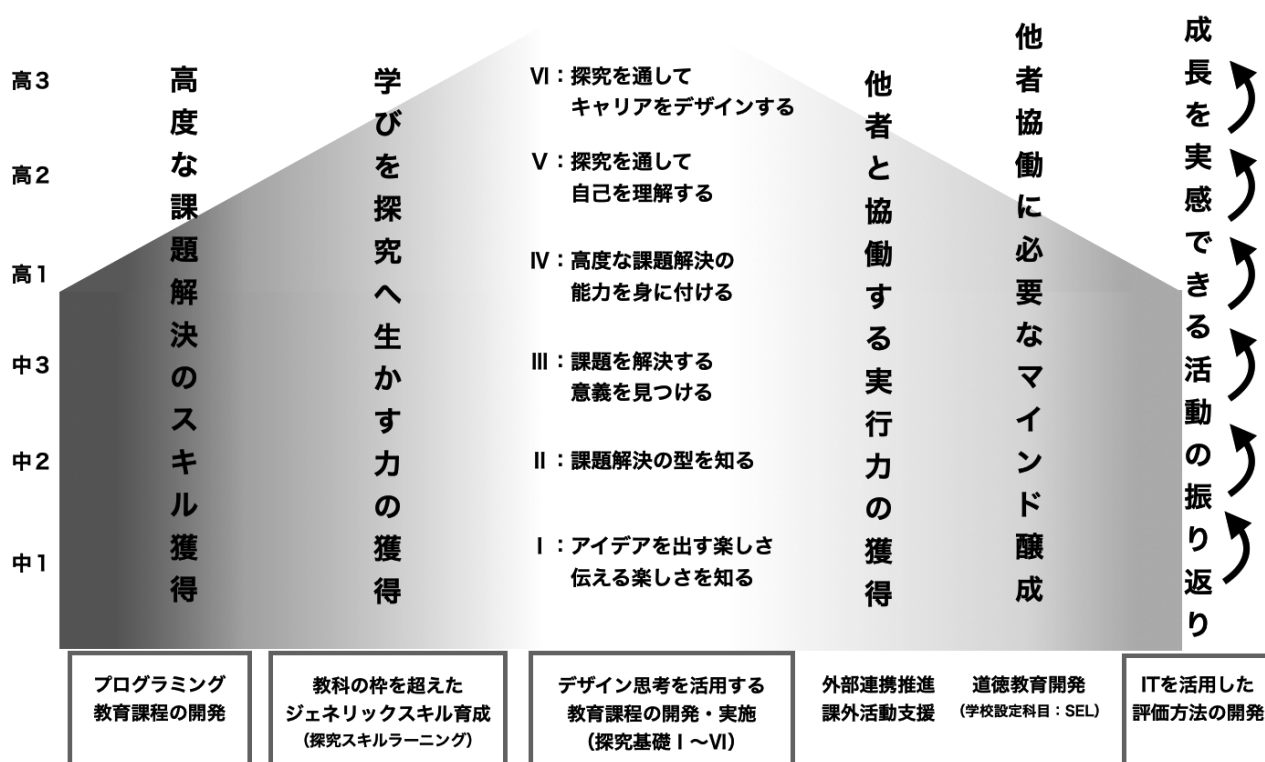 高3
高2
高1
中3
中2
中1
高度な課題解決のスキル獲得
学びを探究へ生かす力の獲得
Ⅵ：探究を通して
キャリアをデザインする
Ⅴ：探究を通して
自己を理解する
Ⅳ：高度な課題解決の
能力を身に付ける
Ⅲ：課題を解決する
意義を見つける
Ⅱ：課題解決の型を知る
Ⅰ：アイデアを出す楽しさ
伝える楽しさを知る
他者と協働する実行力の獲得
他者協働に必要なマインド醸成
成長を実感できる活動の振り返り
プログラミング
教育課程の開発
教科の枠を超えた
ジェネリックスキル育成
（探究スキルラーニング）
デザイン思考を活用する
教育課程の開発・実施
（探究基礎Ⅰ〜Ⅵ）
外部連携推進
課外活動支援
道徳教育開発
（学校設定科目：SEL）
ITを活用した
評価方法の開発